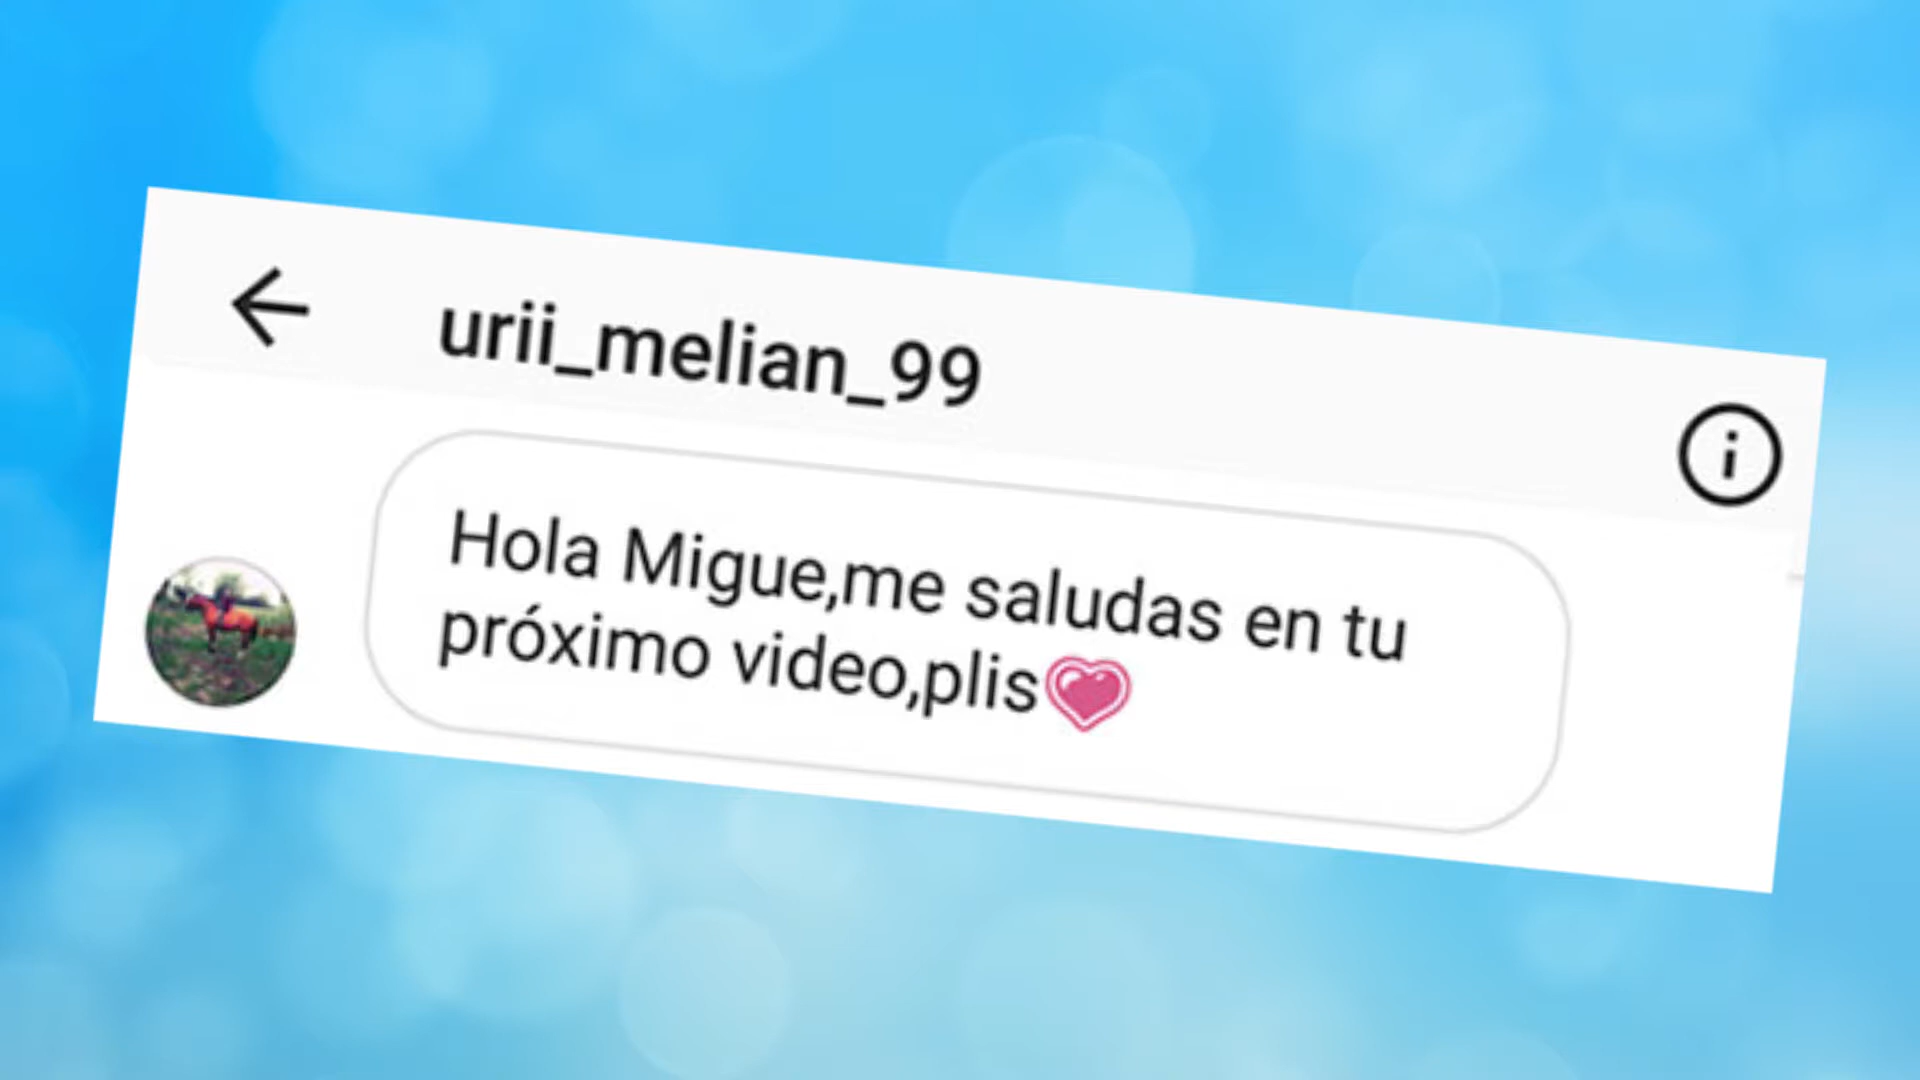 urii_melian_99
Hola Migue,me saludas en tu
próximo video,plis💗